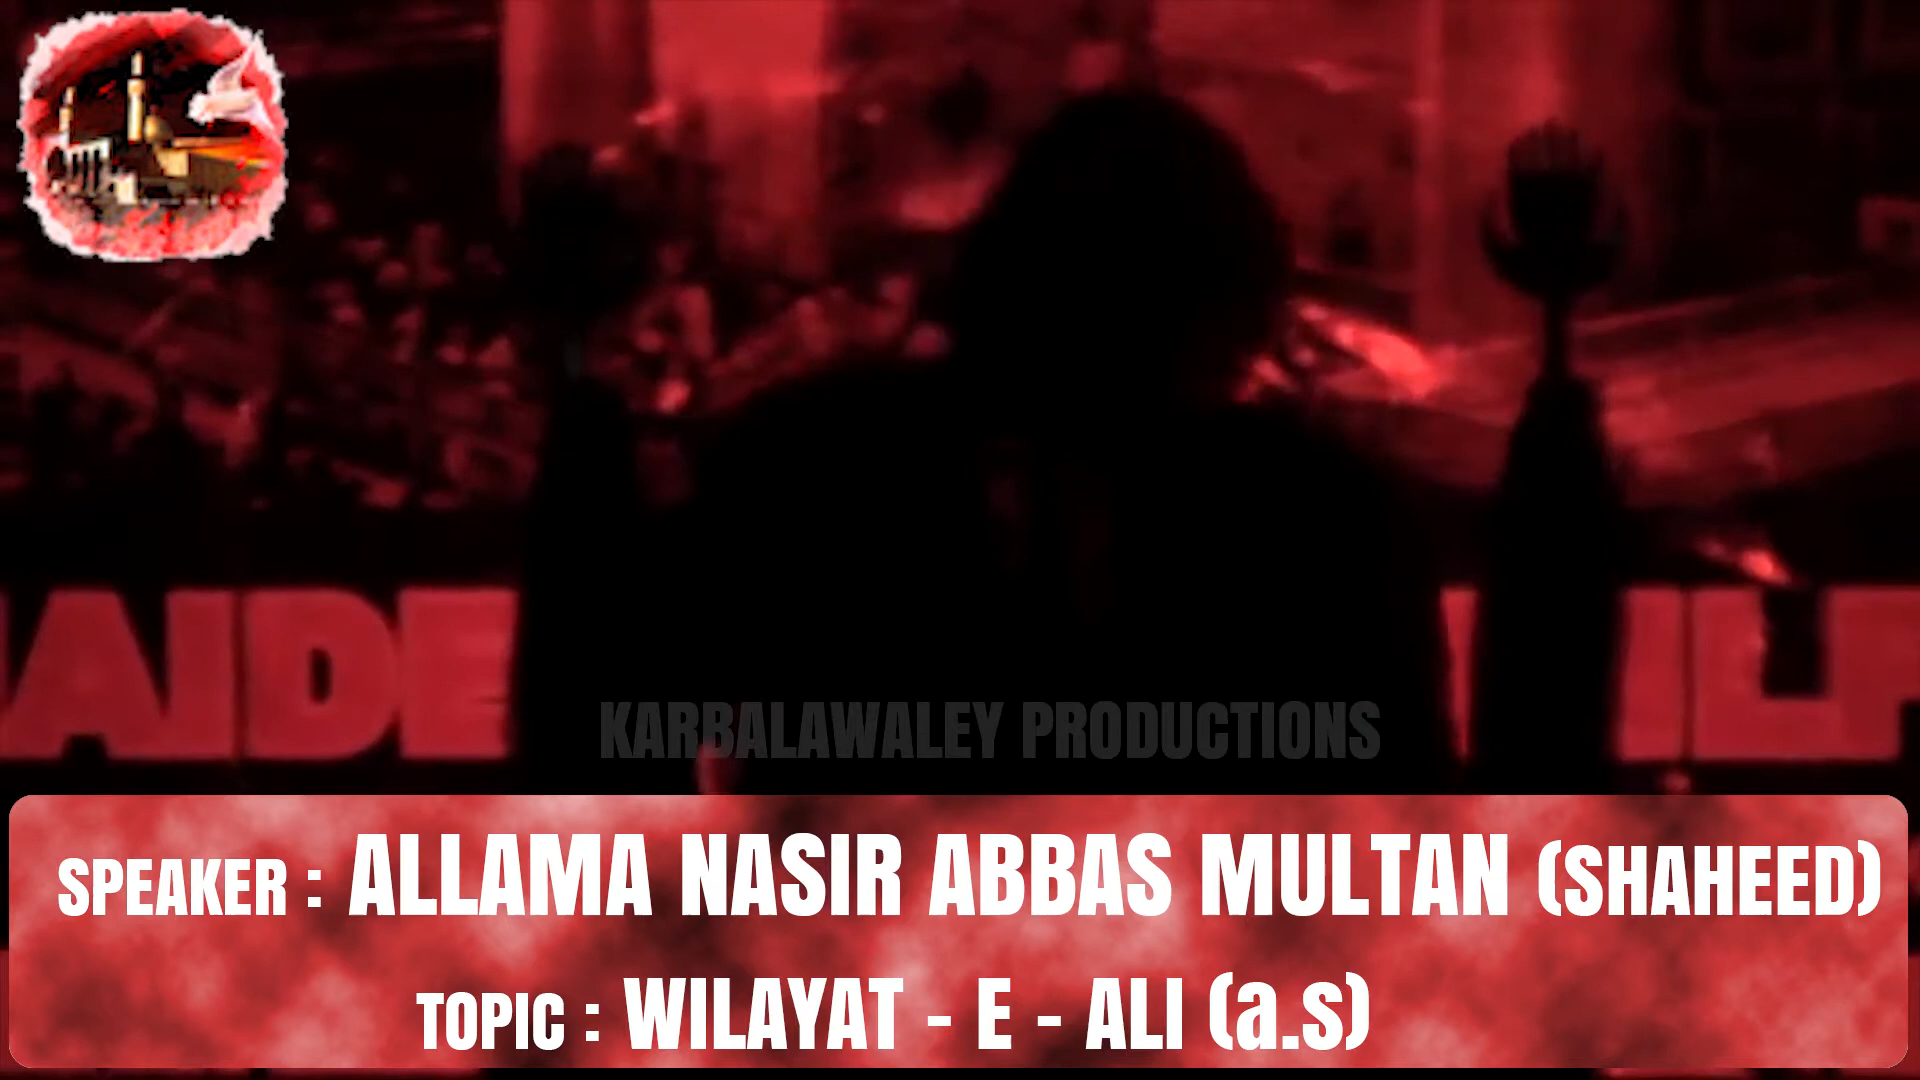 KARBALAWALEY PRODUCTIONS
SPEAKER : ALLAMA NASIR ABBAS MULTAN (SHAHEED)
TOPIC : WILAYAT - E - ALI (a.s)